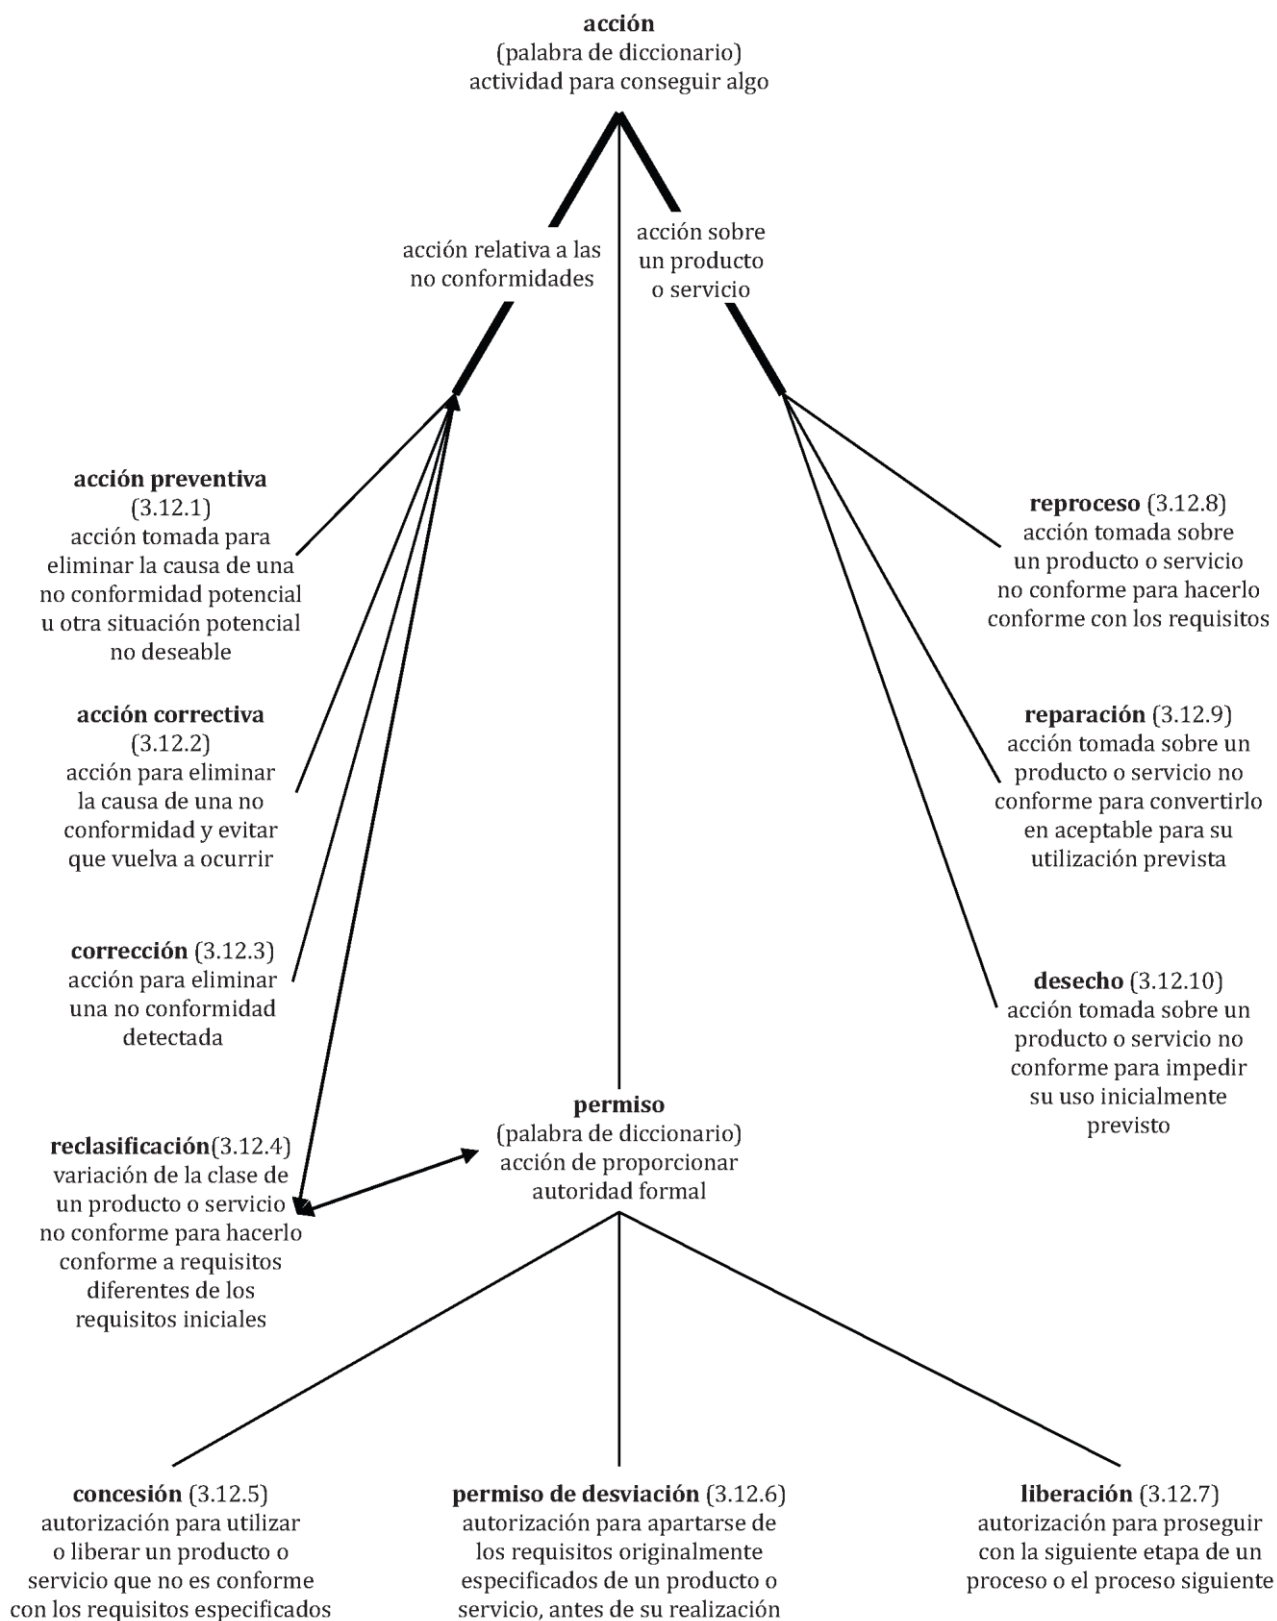 acción
(palabra de diccionario)
actividad para conseguir algo
acción relativa a las
no conformidades
acción sobre
un producto
o servicio
acción preventiva
(3.12.1)
acción tomada para
eliminar la causa de una
no conformidad potencial
u otra situación potencial
no deseable
acción correctiva
(3.12.2)
acción para eliminar
la causa de una no
conformidad y evitar
que vuelva a ocurrir
corrección (3.12.3)
acción para eliminar
una no conformidad
detectada
reclasificación(3.12.4)
variación de la clase de
un producto o servicio
no conforme para hacerlo
conforme a requisitos
diferentes de los
requisitos iniciales
reproceso (3.12.8)
acción tomada sobre
un producto o servicio
no conforme para hacerlo
conforme con los requisitos
reparación (3.12.9)
acción tomada sobre un
producto o servicio no
conforme para convertirlo
en aceptable para su
utilización prevista
desecho (3.12.10)
acción tomada sobre un
producto o servicio no
conforme para impedir
su uso inicialmente
previsto
permiso
(palabra de diccionario)
acción de proporcionar
autoridad formal
concesión (3.12.5)
autorización para utilizar
o liberar un producto o
servicio que no es conforme
con los requisitos especificados
permiso de desviación (3.12.6)
autorización para apartarse de
los requisitos originalmente
especificados de un producto o
servicio, antes de su realización
liberación (3.12.7)
autorización para proseguir
con la siguiente etapa de un
proceso o el proceso siguiente